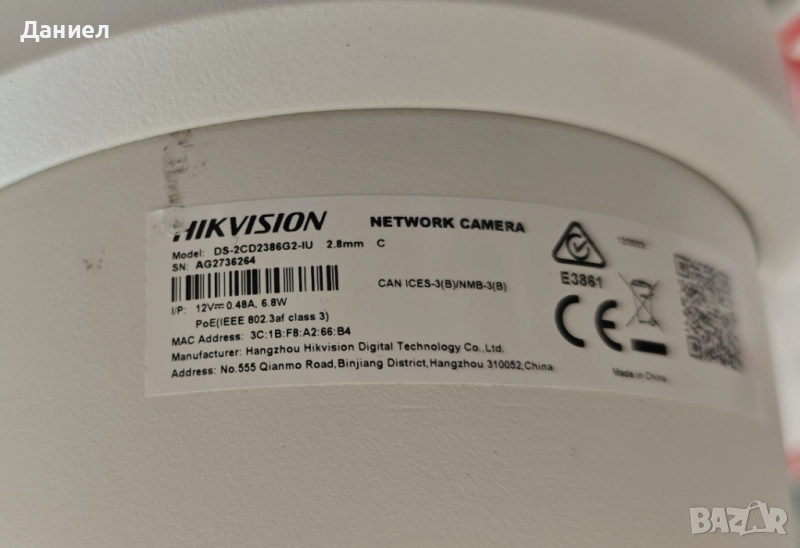 Даниел
HIKVISION NETWORK CAMERA
Model: DS-2CD2386G2-IU 2.8mm C
SN: AG2736264
CAN ICES-3(B)/NMB-3(B)
E3861
I/P: 12V⎓0.48A, 6.8W
PoE(IEEE 802.3af class 3)
MAC Address: 3C:1B:F8:A2:66:B4
Manufacturer: Hangzhou Hikvision Digital Technology Co.,Ltd.
Address: No.555 Qianmo Road,Binjiang District,Hangzhou 310052,China
CE
Made in China
BAZAR